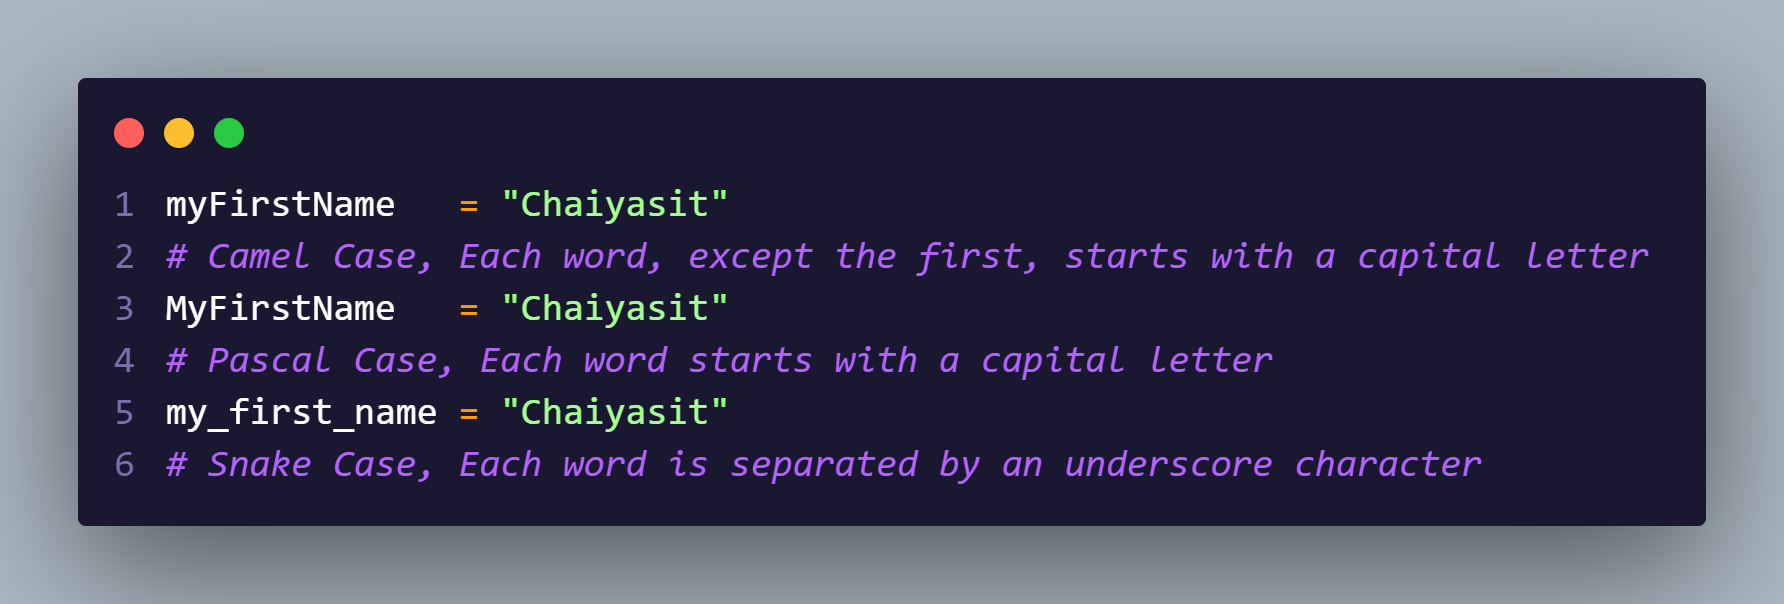 1 myFirstName   = "Chaiyasit"
2 # Camel Case, Each word, except the first, starts with a capital letter
3 MyFirstName   = "Chaiyasit"
4 # Pascal Case, Each word starts with a capital letter
5 my_first_name = "Chaiyasit"
6 # Snake Case, Each word is separated by an underscore character